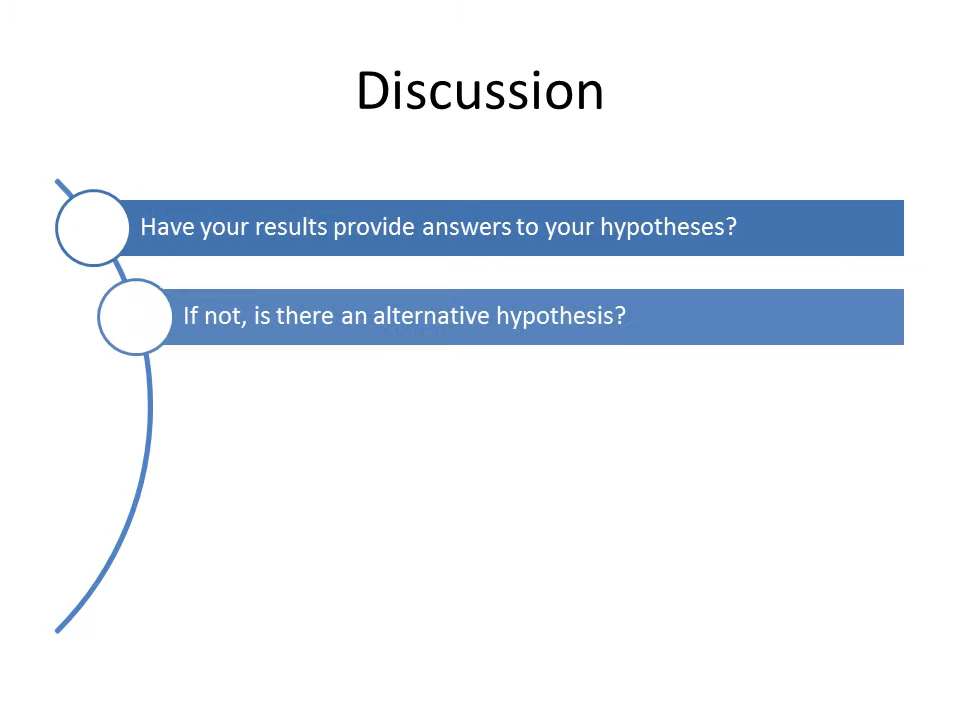 Discussion
Have your results provide answers to your hypotheses?
If not, is there an alternative hypothesis?